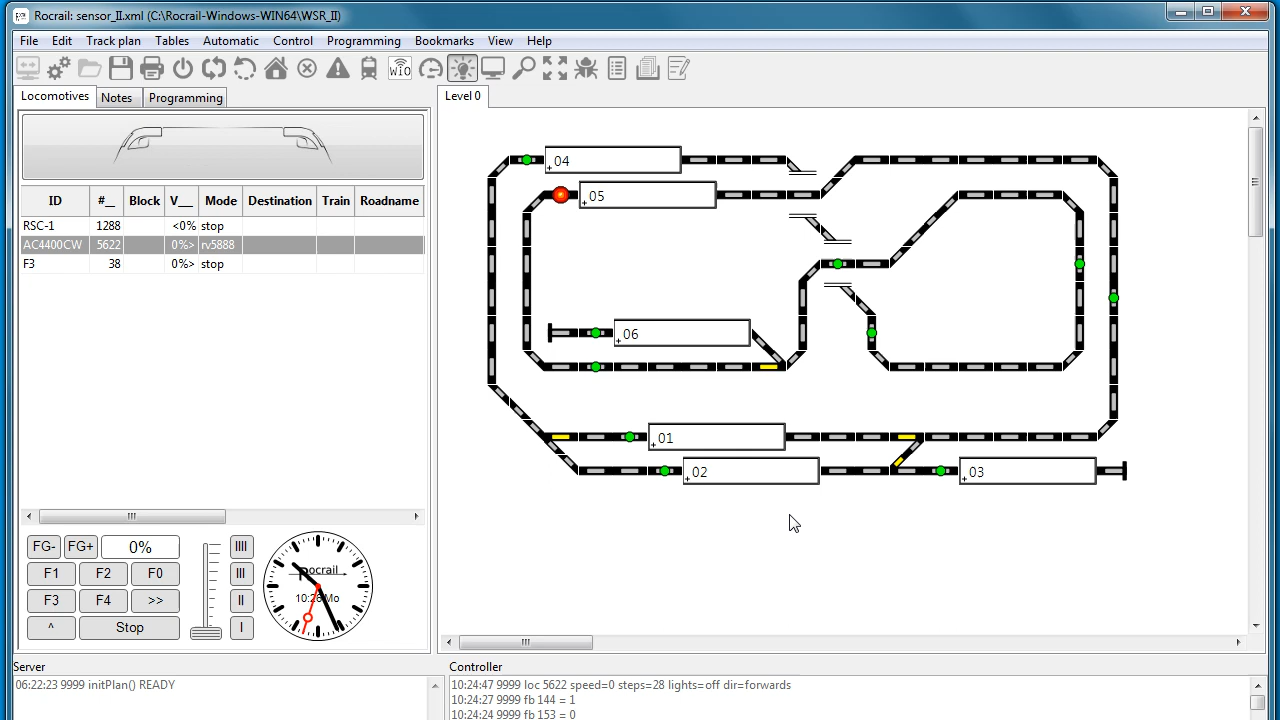 Rocrail: sensor_II.xml (C:\Rocrail-Windows-WIN64\WSR_II)
File Edit Track plan Tables Automatic Control Programming Bookmarks View Help
WIO
Locomotives Notes Programming
Level 0
ID #_ Block V__ Mode Destination Train Roadname
RSC-1 1288 <0% stop
AC4400CW 5622 0%> rv5888
F3 38 0%> stop
04
05
06
01
02
03
FG- FG+ 0% IIII
F1 F2 F0 III
F3 F4 >> II
^ Stop I
Rocrail
10:26 Mo
Server
06:22:23 9999 initPlan() READY
Controller
10:24:47 9999 loc 5622 speed=0 steps=28 lights=off dir=forwards
10:24:27 9999 fb 144 = 1
10:24:24 9999 fb 153 = 0